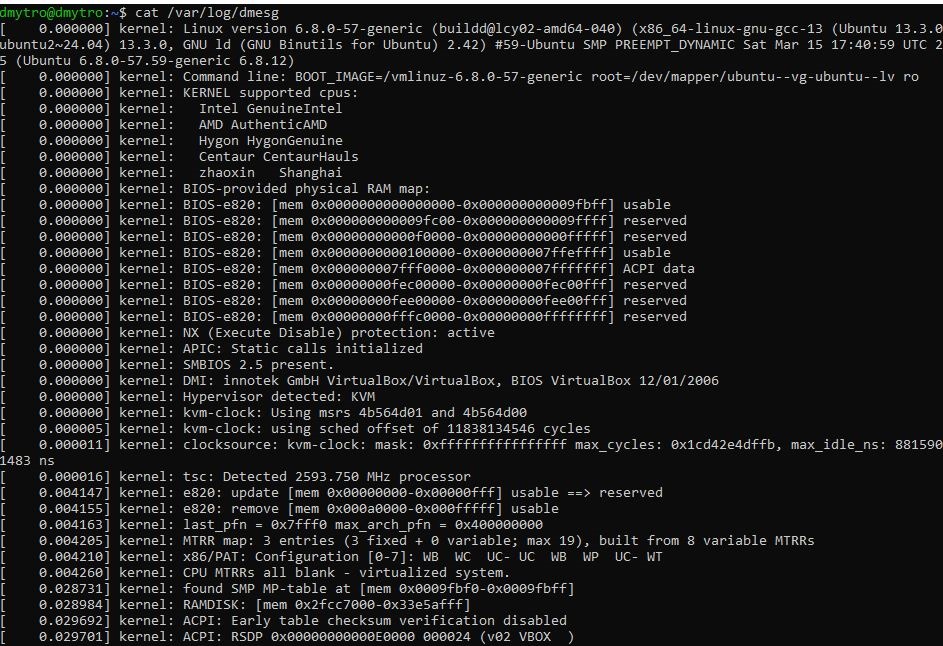 dmytro@dmytro:~$ cat /var/log/dmesg
[    0.000000] kernel: Linux version 6.8.0-57-generic (buildd@lcy02-amd64-040) (x86_64-linux-gnu-gcc-13 (Ubuntu 13.3.0
ubuntu2~24.04) 13.3.0, GNU ld (GNU Binutils for Ubuntu) 2.42) #59-Ubuntu SMP PREEMPT_DYNAMIC Sat Mar 15 17:40:59 UTC 2
5 (Ubuntu 6.8.0-57.59-generic 6.8.12)
[    0.000000] kernel: Command line: BOOT_IMAGE=/vmlinuz-6.8.0-57-generic root=/dev/mapper/ubuntu--vg-ubuntu--lv ro
[    0.000000] kernel: KERNEL supported cpus:
[    0.000000] kernel:   Intel GenuineIntel
[    0.000000] kernel:   AMD AuthenticAMD
[    0.000000] kernel:   Hygon HygonGenuine
[    0.000000] kernel:   Centaur CentaurHauls
[    0.000000] kernel:   zhaoxin   Shanghai
[    0.000000] kernel: BIOS-provided physical RAM map:
[    0.000000] kernel: BIOS-e820: [mem 0x0000000000000000-0x000000000009fbff] usable
[    0.000000] kernel: BIOS-e820: [mem 0x000000000009fc00-0x000000000009ffff] reserved
[    0.000000] kernel: BIOS-e820: [mem 0x00000000000f0000-0x00000000000fffff] reserved
[    0.000000] kernel: BIOS-e820: [mem 0x0000000000100000-0x000000007ffeffff] usable
[    0.000000] kernel: BIOS-e820: [mem 0x000000007fff0000-0x000000007fffffff] ACPI data
[    0.000000] kernel: BIOS-e820: [mem 0x00000000fec00000-0x00000000fec00fff] reserved
[    0.000000] kernel: BIOS-e820: [mem 0x00000000fee00000-0x00000000fee00fff] reserved
[    0.000000] kernel: BIOS-e820: [mem 0x00000000fffc0000-0x00000000ffffffff] reserved
[    0.000000] kernel: NX (Execute Disable) protection: active
[    0.000000] kernel: APIC: Static calls initialized
[    0.000000] kernel: SMBIOS 2.5 present.
[    0.000000] kernel: DMI: innotek GmbH VirtualBox/VirtualBox, BIOS VirtualBox 12/01/2006
[    0.000000] kernel: Hypervisor detected: KVM
[    0.000000] kernel: kvm-clock: Using msrs 4b564d01 and 4b564d00
[    0.000005] kernel: kvm-clock: using sched offset of 11838134546 cycles
[    0.000011] kernel: clocksource: kvm-clock: mask: 0xffffffffffffffff max_cycles: 0x1cd42e4dffb, max_idle_ns: 881590
1483 ns
[    0.000016] kernel: tsc: Detected 2593.750 MHz processor
[    0.004147] kernel: e820: update [mem 0x00000000-0x00000fff] usable ==> reserved
[    0.004155] kernel: e820: remove [mem 0x000a0000-0x000fffff] usable
[    0.004163] kernel: last_pfn = 0x7fff0 max_arch_pfn = 0x400000000
[    0.004205] kernel: MTRR map: 3 entries (3 fixed + 0 variable; max 19), built from 8 variable MTRRs
[    0.004210] kernel: x86/PAT: Configuration [0-7]: WB  WC  UC- UC  WB  WP  UC- WT
[    0.004260] kernel: CPU MTRRs all blank - virtualized system.
[    0.028731] kernel: found SMP MP-table at [mem 0x0009fbf0-0x0009fbff]
[    0.028984] kernel: RAMDISK: [mem 0x2fcc7000-0x33e5afff]
[    0.029692] kernel: ACPI: Early table checksum verification disabled
[    0.029701] kernel: ACPI: RSDP 0x00000000000E0000 000024 (v02 VBOX  )